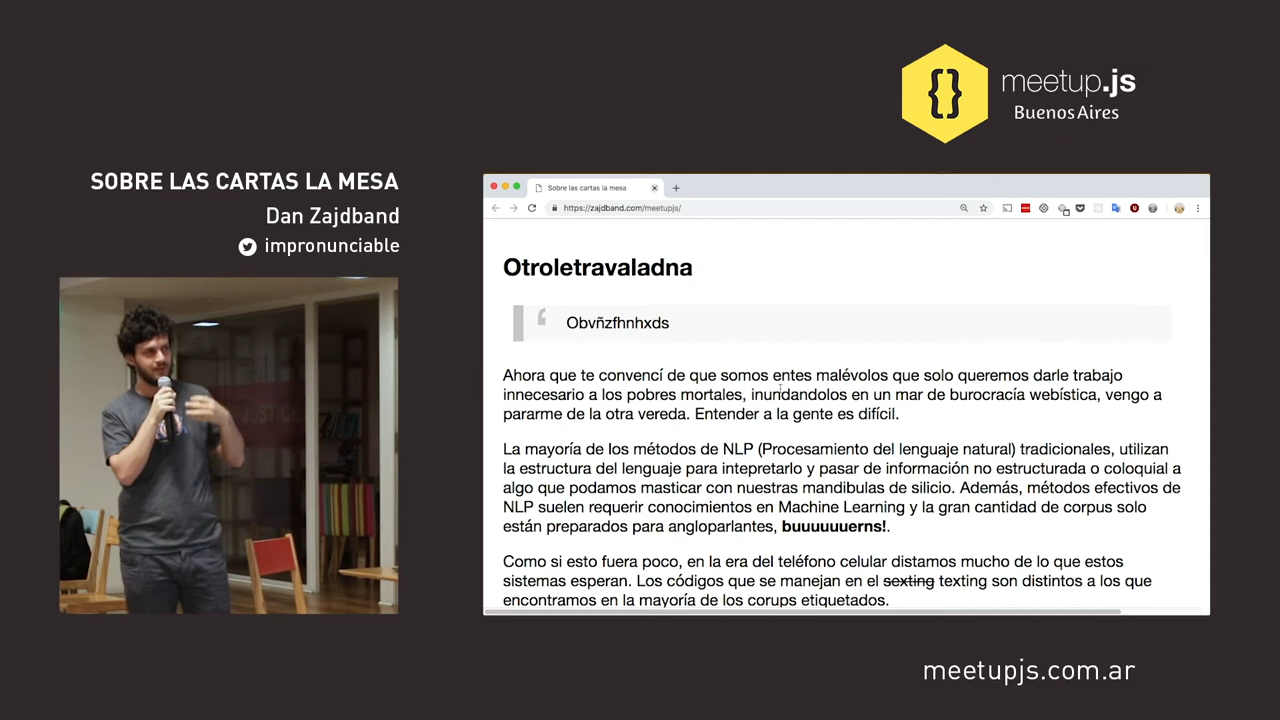 {}
meetup.js
Buenos Aires
SOBRE LAS CARTAS LA MESA
Dan Zajdband
impronunciable
Sobre las cartas la mesa
https://zajdband.com/meetupjs/
Otroletravaladna
Obvñzfhnhxds
Ahora que te convencí de que somos entes malévolos que solo queremos darle trabajo
innecesario a los pobres mortales, inundandolos en un mar de burocracía webística, vengo a
pararme de la otra vereda. Entender a la gente es difícil.
La mayoría de los métodos de NLP (Procesamiento del lenguaje natural) tradicionales, utilizan
la estructura del lenguaje para intepretarlo y pasar de información no estructurada o coloquial a
algo que podamos masticar con nuestras mandibulas de silicio. Además, métodos efectivos de
NLP suelen requerir conocimientos en Machine Learning y la gran cantidad de corpus solo
están preparados para angloparlantes, buuuuuuerns!.
Como si esto fuera poco, en la era del teléfono celular distamos mucho de lo que estos
sistemas esperan. Los códigos que se manejan en el sexting texting son distintos a los que
encontramos en la mayoría de los corups etiquetados.
meetupjs.com.ar